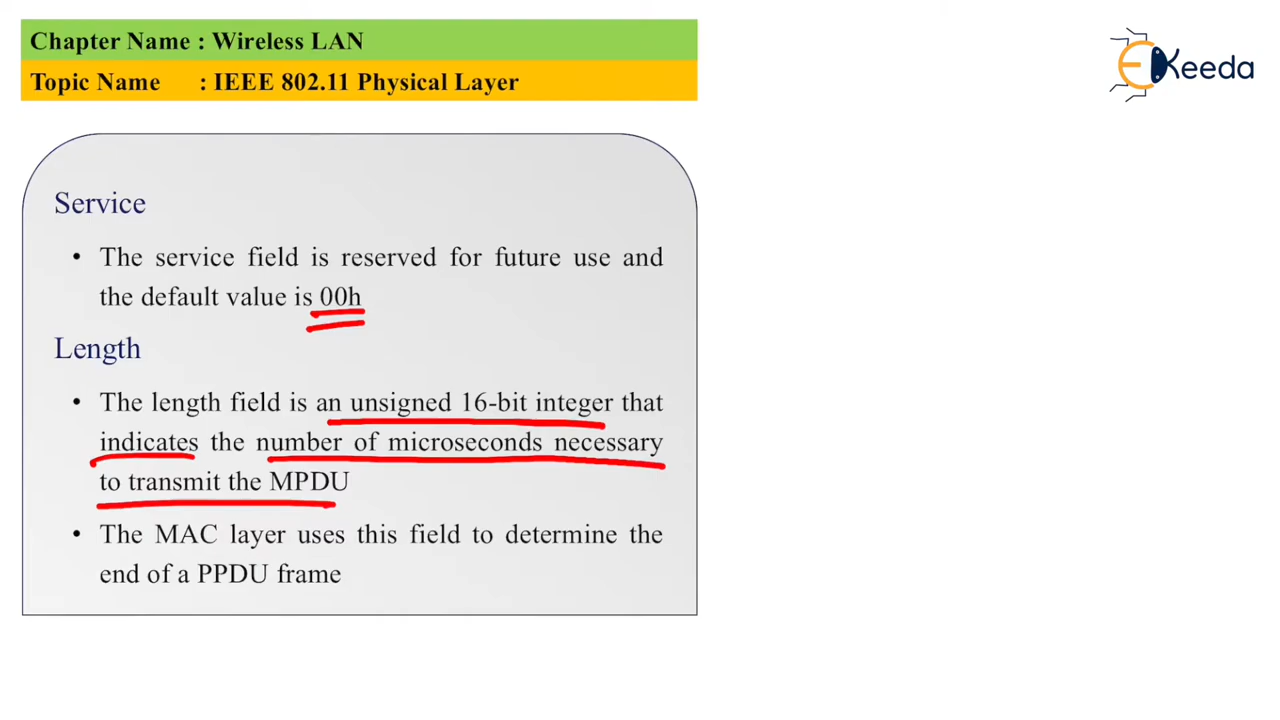 Chapter Name : Wireless LAN
Topic Name : IEEE 802.11 Physical Layer
EKeeda
Service
• The service field is reserved for future use and
the default value is 00h
Length
• The length field is an unsigned 16-bit integer that
indicates the number of microseconds necessary
to transmit the MPDU
• The MAC layer uses this field to determine the
end of a PPDU frame